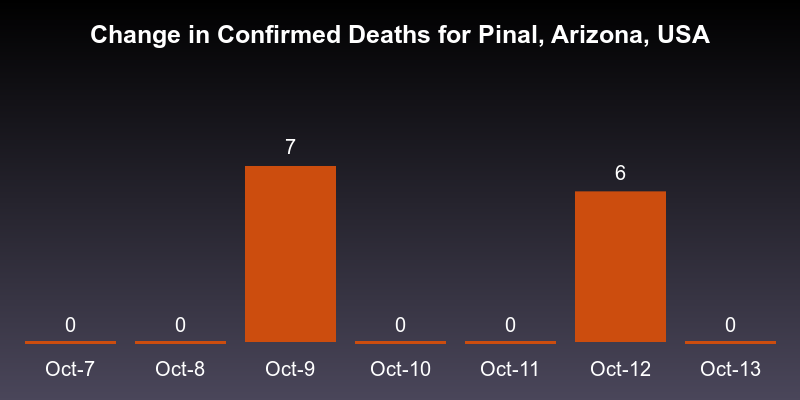 Change in Confirmed Deaths for Pinal, Arizona, USA
7
6
0 0 0 0 0
Oct-7 Oct-8 Oct-9 Oct-10 Oct-11 Oct-12 Oct-13